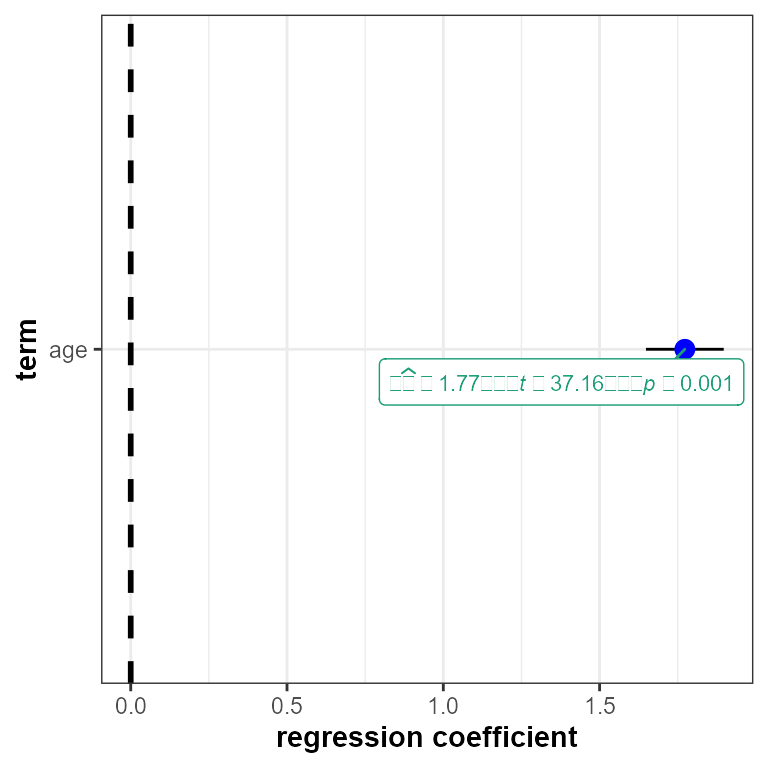 term
age
□□̂ □ 1.77□□□t □ 37.16□□□p □ 0.001
0.0 0.5 1.0 1.5
regression coefficient